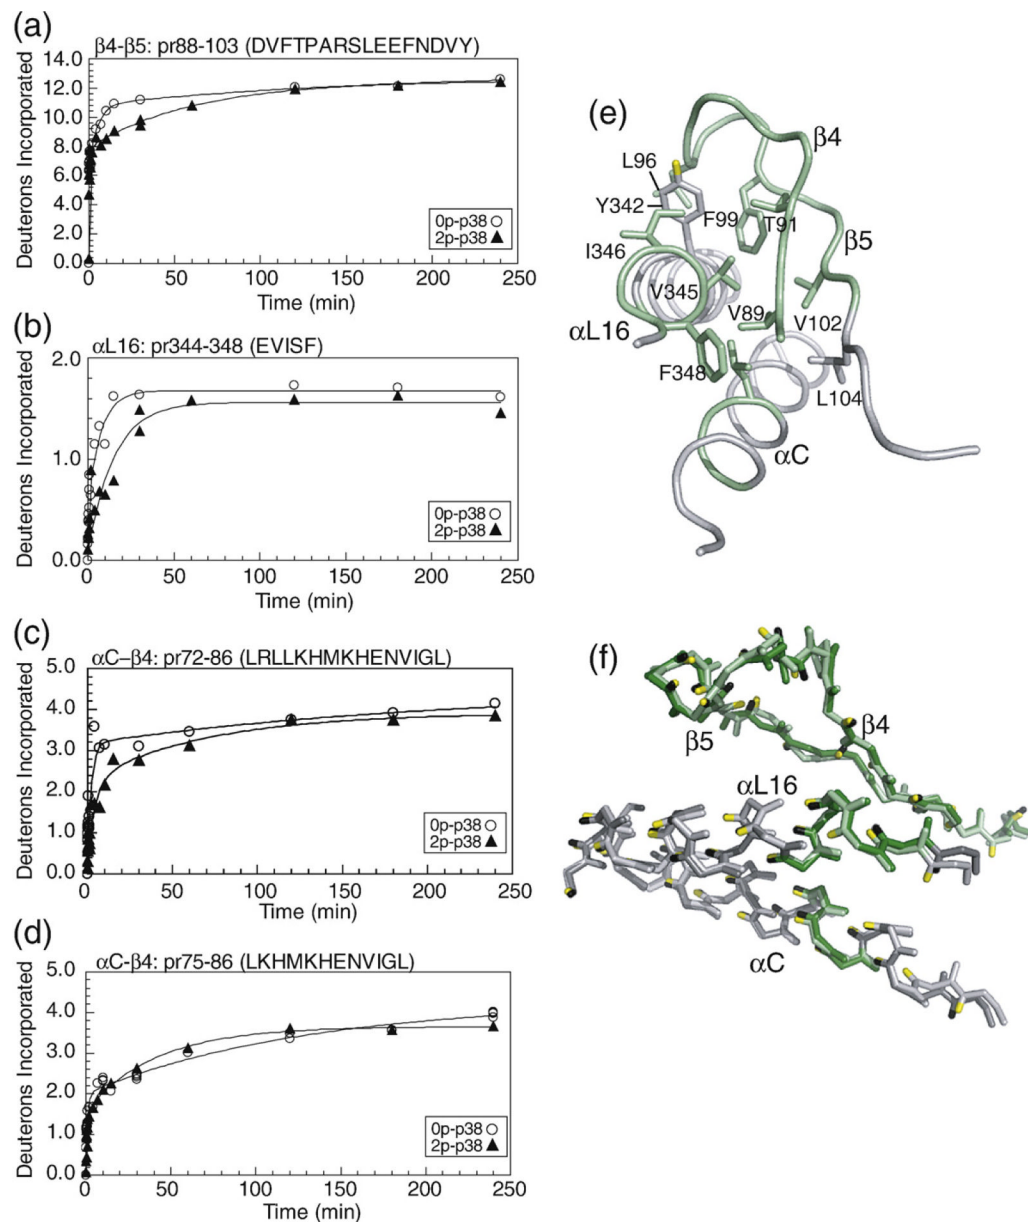 (a)
β4-β5: pr88-103 (DVFTPARSLEEFNDVY)
Deuterons Incorporated
14.0
12.0
10.0
8.0
6.0
4.0
2.0
0.0
0p-p38
2p-p38
0 50 100 150 200 250
Time (min)
(b)
αL16: pr344-348 (EVISF)
Deuterons Incorporated
2.0
1.0
0.0
0p-p38
2p-p38
0 50 100 150 200 250
Time (min)
(c)
αC–β4: pr72-86 (LRLLKHMKHENVIGL)
Deuterons Incorporated
5.0
4.0
3.0
2.0
1.0
0.0
0p-p38
2p-p38
0 50 100 150 200 250
Time (min)
(d)
αC-β4: pr75-86 (LKHMKHENVIGL)
Deuterons Incorporated
5.0
4.0
3.0
2.0
1.0
0.0
0p-p38
2p-p38
0 50 100 150 200 250
Time (min)
(e)
β4
L96
Y342
F99
T91
β5
I346
V345
V89
V102
αL16
F348
L104
αC
(f)
β5
β4
αL16
αC